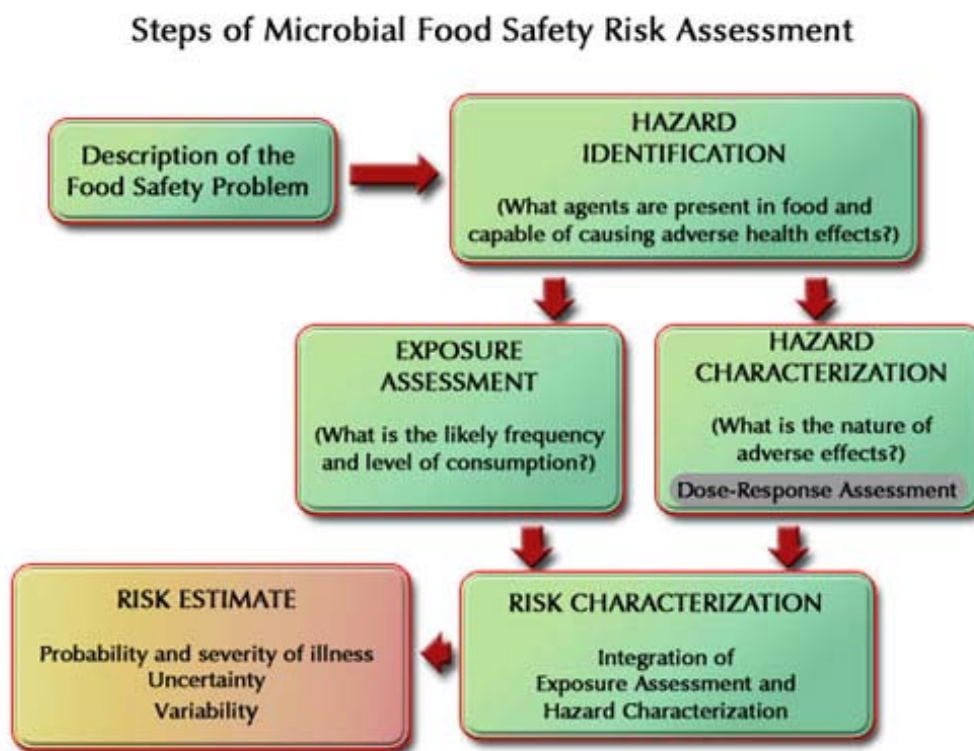 Steps of Microbial Food Safety Risk Assessment
Description of the
Food Safety Problem
HAZARD
IDENTIFICATION
(What agents are present in food and
capable of causing adverse health effects?)
EXPOSURE
ASSESSMENT
(What is the likely frequency
and level of consumption?)
HAZARD
CHARACTERIZATION
(What is the nature of
adverse effects?)
Dose-Response Assessment
RISK CHARACTERIZATION
Integration of
Exposure Assessment and
Hazard Characterization
RISK ESTIMATE
Probability and severity of illness
Uncertainty
Variability